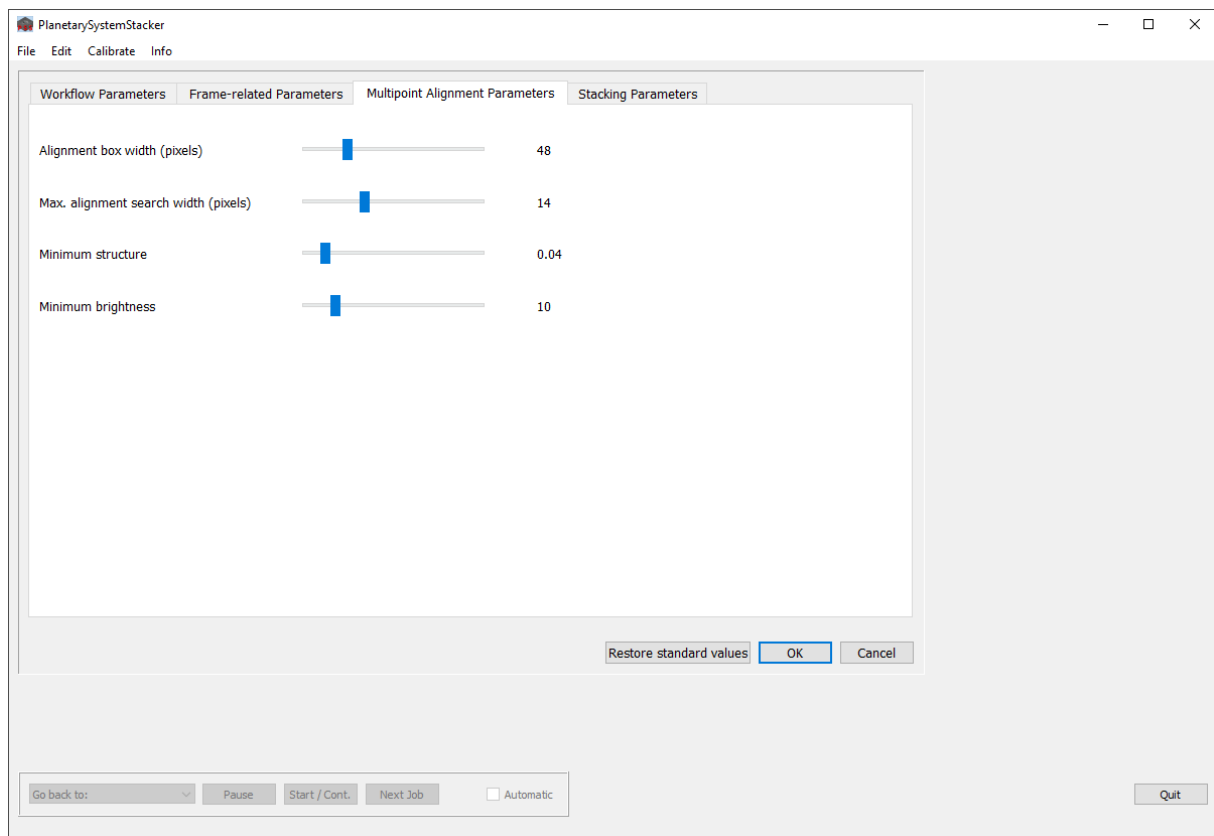 PlanetarySystemStacker
File Edit Calibrate Info
Workflow Parameters Frame-related Parameters Multipoint Alignment Parameters Stacking Parameters
Alignment box width (pixels) 48
Max. alignment search width (pixels) 14
Minimum structure 0.04
Minimum brightness 10
Restore standard values OK Cancel
Go back to: Pause Start / Cont. Next Job Automatic Quit